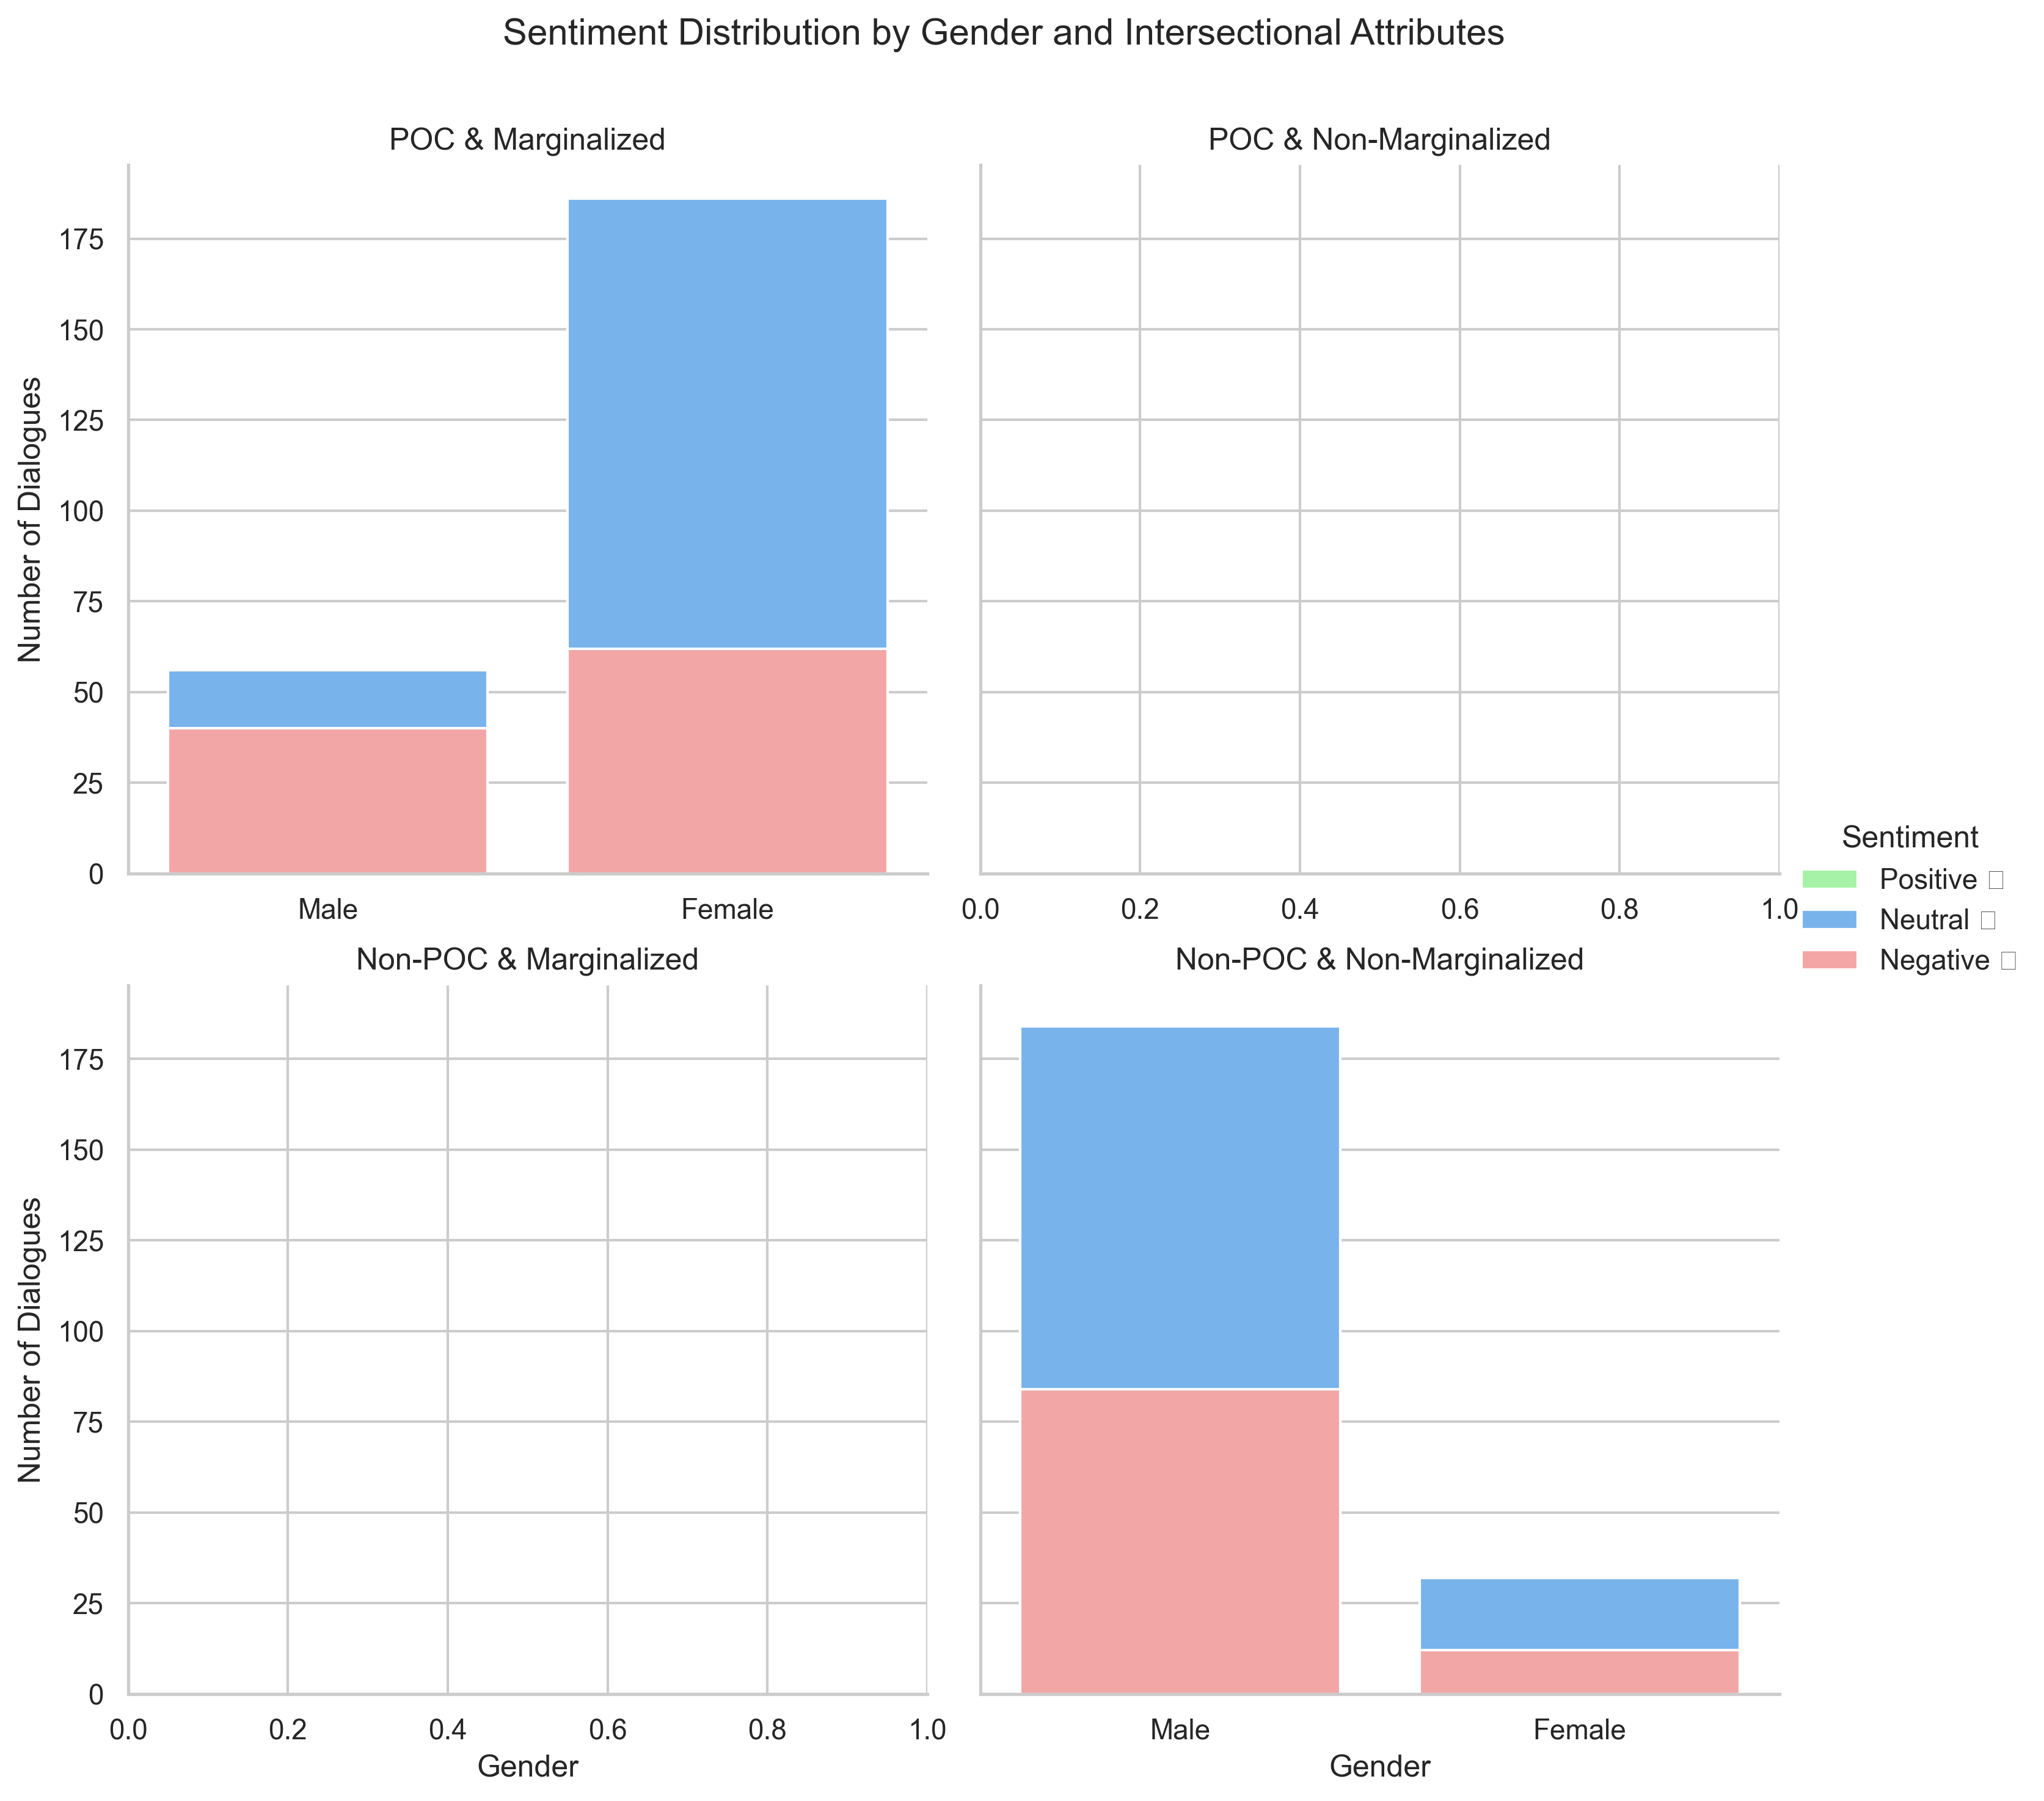 Sentiment Distribution by Gender and Intersectional Attributes
POC & Marginalized
POC & Non-Marginalized
Number of Dialogues
175
150
125
100
75
50
25
0
Male Female
0.0 0.2 0.4 0.6 0.8 1.0
Sentiment
Positive □
Neutral □
Negative □
Non-POC & Marginalized
Non-POC & Non-Marginalized
Number of Dialogues
175
150
125
100
75
50
25
0
0.0 0.2 0.4 0.6 0.8 1.0
Gender
Male Female
Gender